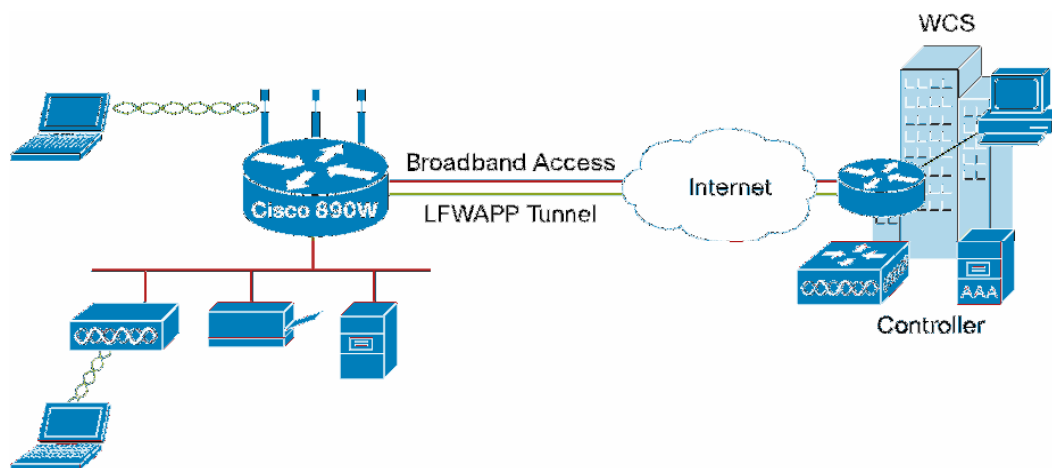 WCS
Broadband Access
Internet
Cisco 890W
LFWAPP Tunnel
AAA
Controller